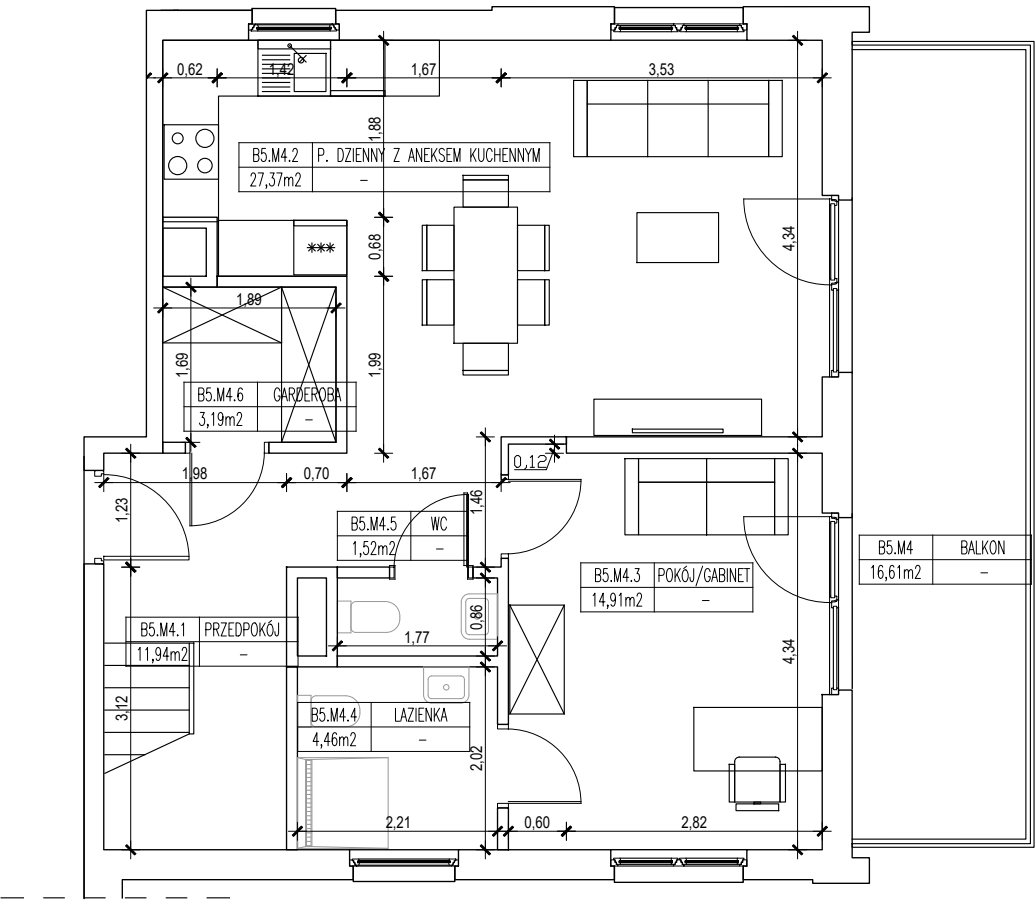 0,62
1,42
1,67
3,53
1,88
B5.M4.2 P. DZIENNY Z ANEKSEM KUCHENNYM
27,37m2 –
0,68
***
4,34
1,89
1,69
1,99
B5.M4.6 GARDEROBA
3,19m2 –
1,98
0,70
1,67
0,12
1,23
1,46
B5.M4.5 WC
1,52m2 –
B5.M4 BALKON
16,61m2 –
B5.M4.3 POKÓJ/GABINET
14,91m2 –
0,86
B5.M4.1 PRZEDPOKÓJ
11,94m2 –
1,77
4,34
3,12
B5.M4.4 LAZIENKA
4,46m2 –
2,02
2,21
0,60
2,82